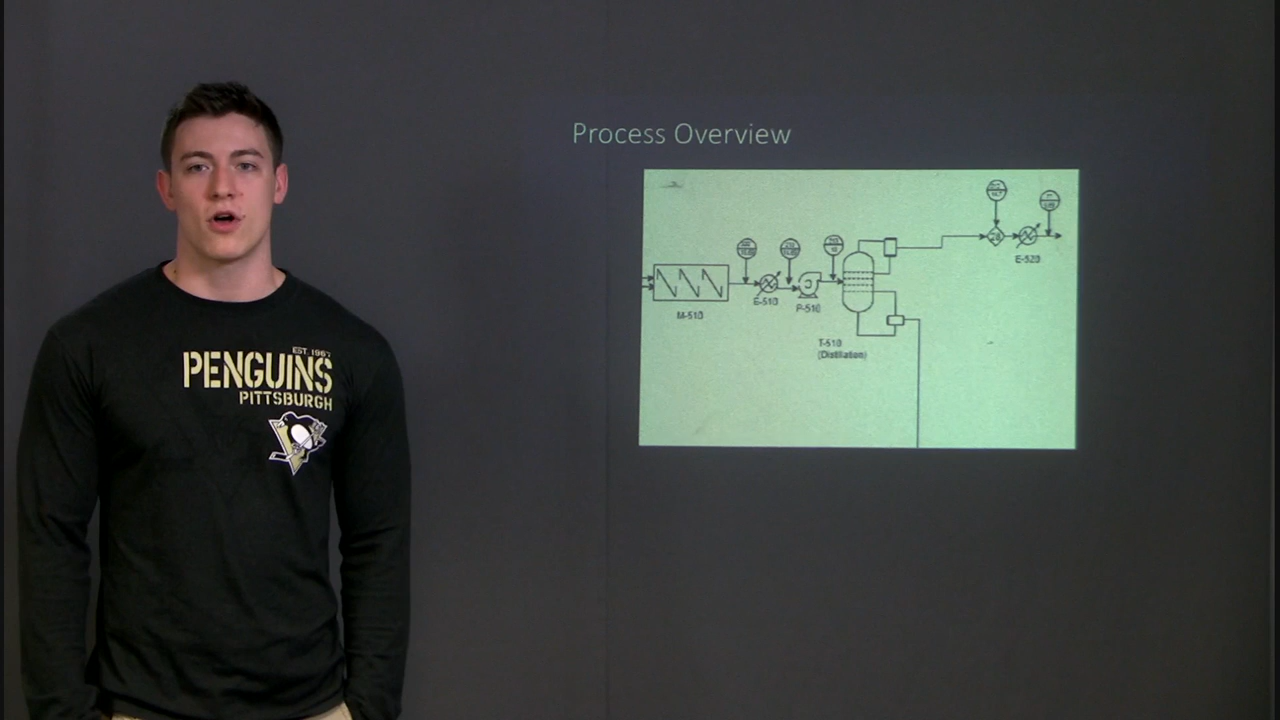 Process Overview
M-510
E-510
P-510
T-510
(Distillation)
E-520
EST. 1967
PENGUINS
PITTSBURGH